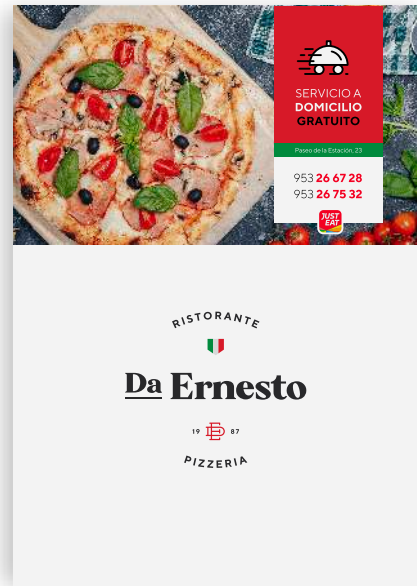 SERVICIO A
DOMICILIO
GRATUITO
Paseo de la Estación, 23
953 26 67 28
953 26 75 32
JUST
EAT
RISTORANTE
Da Ernesto
19 87
PIZZERIA